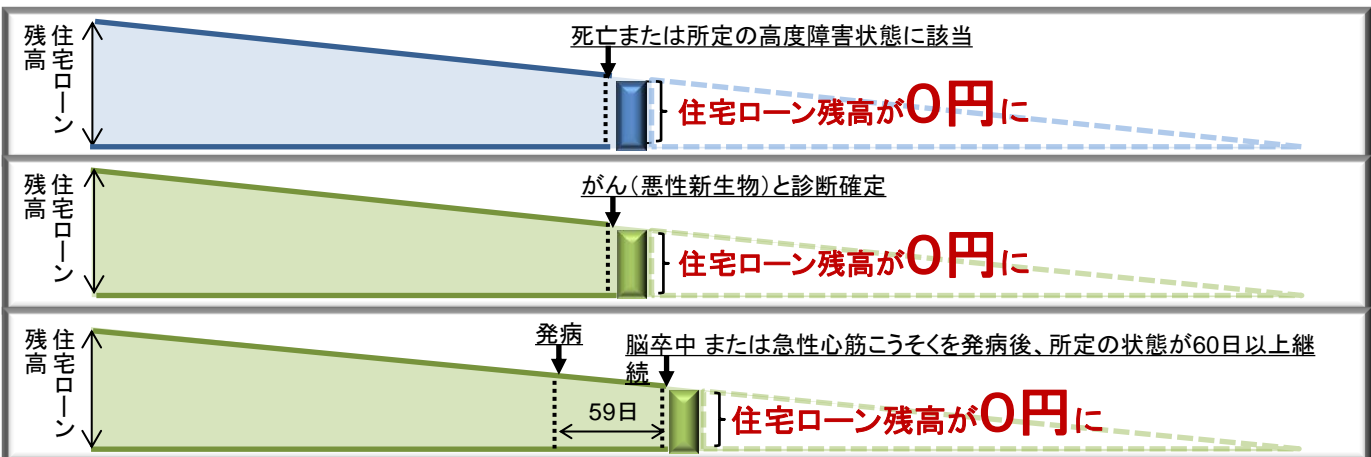 住宅ローン
残高
死亡または所定の高度障害状態に該当
住宅ローン残高が0円に
住宅ローン
残高
がん(悪性新生物)と診断確定
住宅ローン残高が0円に
住宅ローン
残高
発病
脳卒中 または急性心筋こうそくを発病後、所定の状態が60日以上継
続
59日
住宅ローン残高が0円に